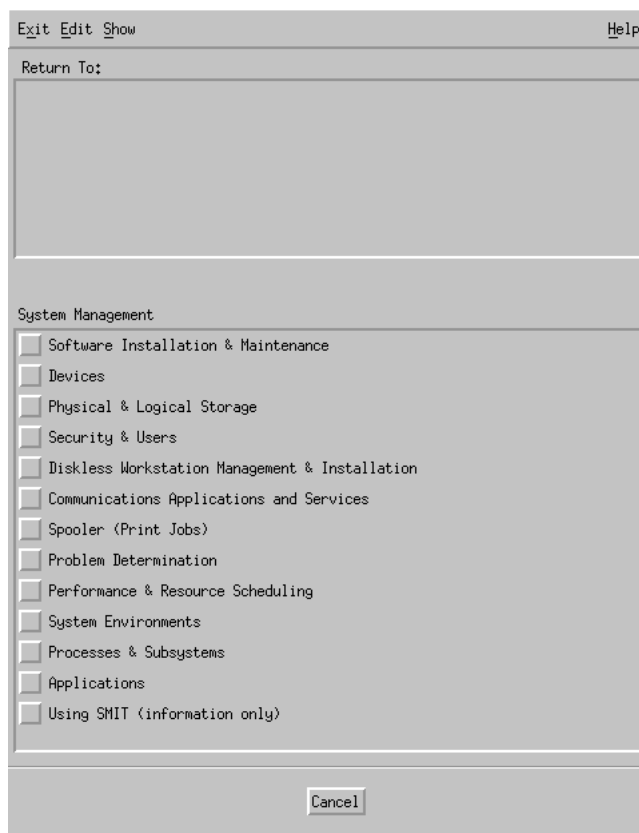 Exit Edit Show Help
Return To:
System Management
Software Installation & Maintenance
Devices
Physical & Logical Storage
Security & Users
Diskless Workstation Management & Installation
Communications Applications and Services
Spooler (Print Jobs)
Problem Determination
Performance & Resource Scheduling
System Environments
Processes & Subsystems
Applications
Using SMIT (information only)
Cancel